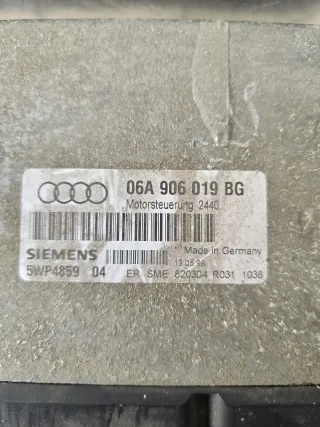 06A 906 019 BG
Motorsteuerung 2440
SIEMENS Made in Germany
13.05.98
5WP4859 04 ER SME 820304 R031 1036